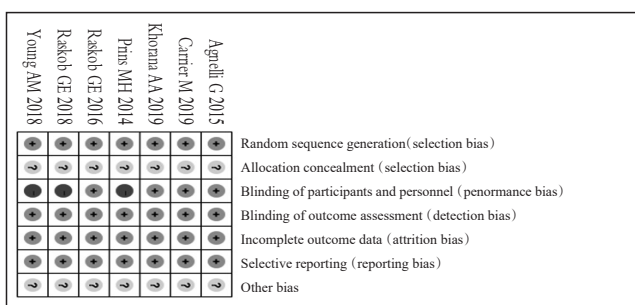 Young AM 2018
Raskob GE 2018
Raskob GE 2016
Prins MH 2014
Khorana AA 2019
Carrier M 2019
Agnelli G 2015
+ + + + + + + Random sequence generation(selection bias)
? ? ? ? ? ? ? Allocation concealment (selection bias)
+ + + + Blinding of participants and personnel (penormance bias)
+ + + + + + + Blinding of outcome assessment (detection bias)
+ + + + + + + Incomplete outcome data (attrition bias)
+ + + + + + + Selective reporting (reporting bias)
? ? ? ? ? ? ? Other bias